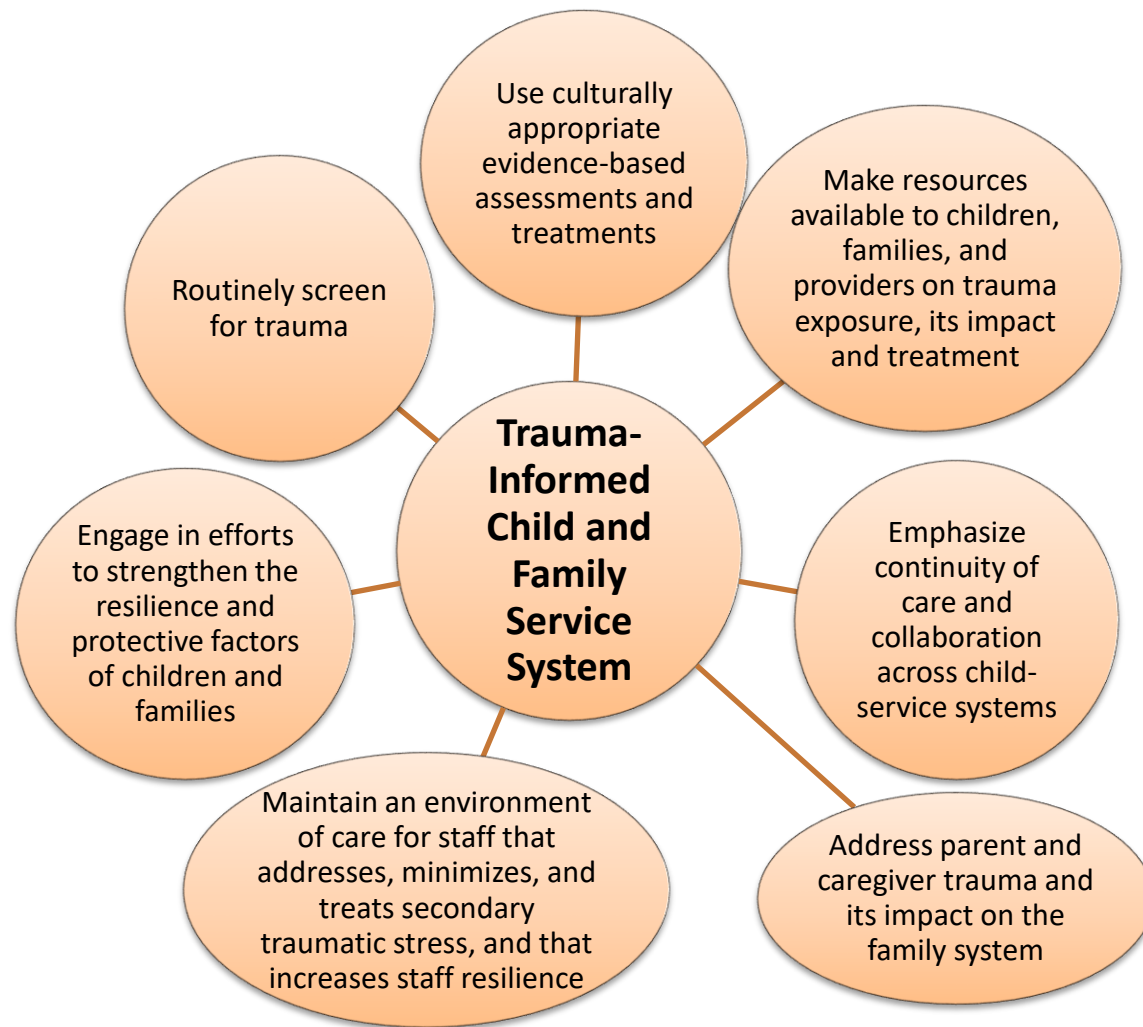 Use culturally
appropriate
evidence-based
assessments and
treatments
Make resources
available to children,
families, and
providers on trauma
exposure, its impact
and treatment
Routinely screen
for trauma
Trauma-
Informed
Child and
Family
Service
System
Engage in efforts
to strengthen the
resilience and
protective factors
of children and
families
Emphasize
continuity of
care and
collaboration
across child-
service systems
Maintain an environment
of care for staff that
addresses, minimizes, and
treats secondary
traumatic stress, and that
increases staff resilience
Address parent and
caregiver trauma and
its impact on the
family system